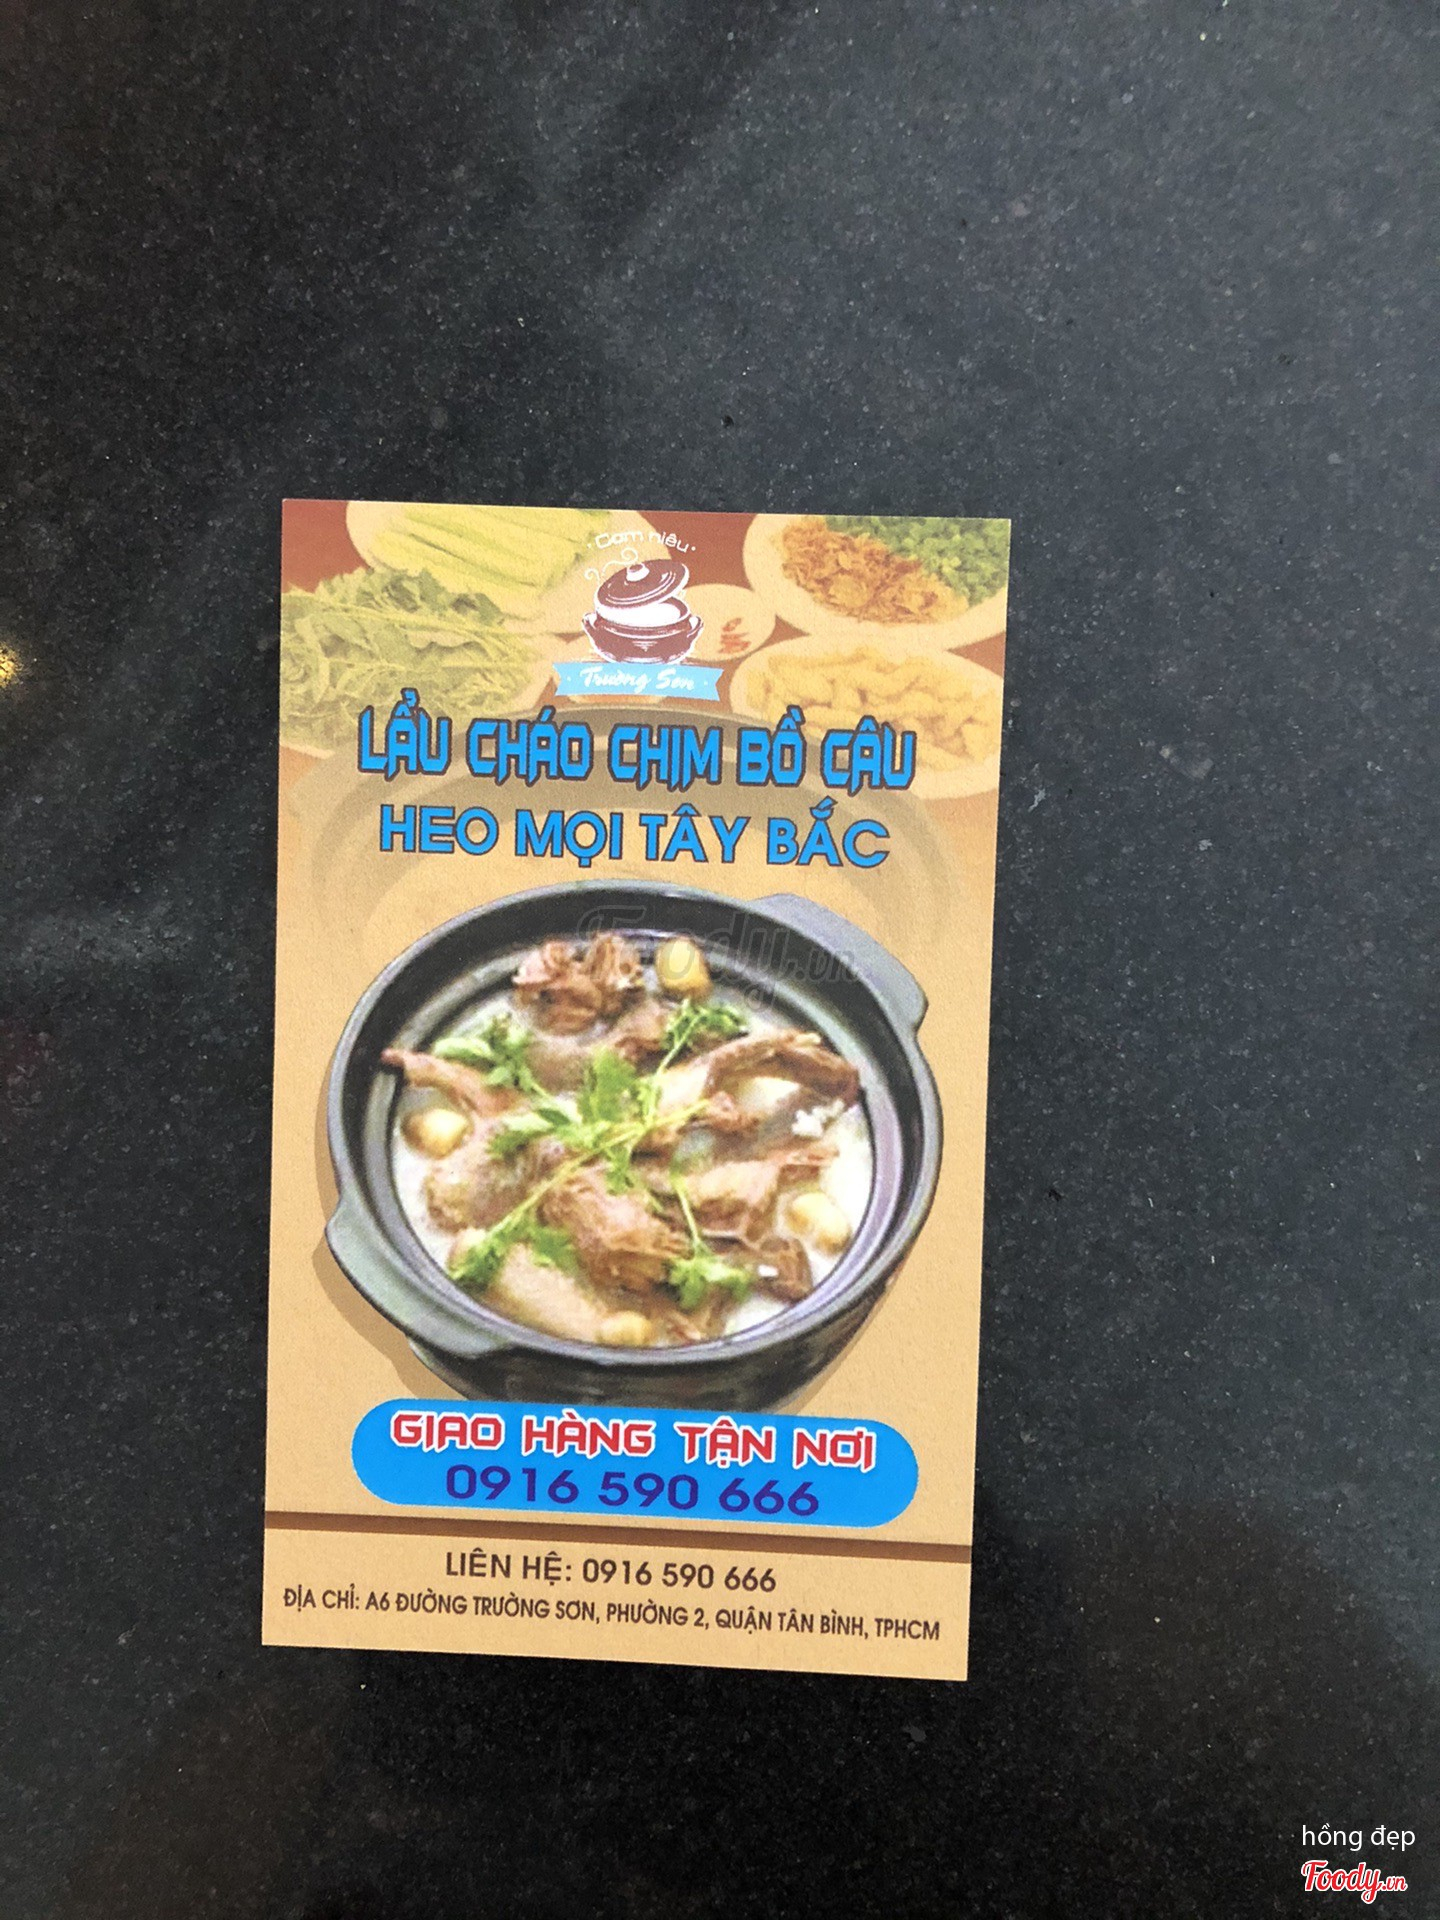 Cơm niêu
Trường Sơn
LẨU CHÁO CHIM BỒ CÂU
HEO MỌI TÂY BẮC
Foody.vn
GIAO HÀNG TẬN NƠI
0916 590 666
LIÊN HỆ: 0916 590 666
ĐỊA CHỈ: A6 ĐƯỜNG TRƯỜNG SƠN, PHƯỜNG 2, QUẬN TÂN BÌNH, TPHCM
hồng đẹp
Foody.vn